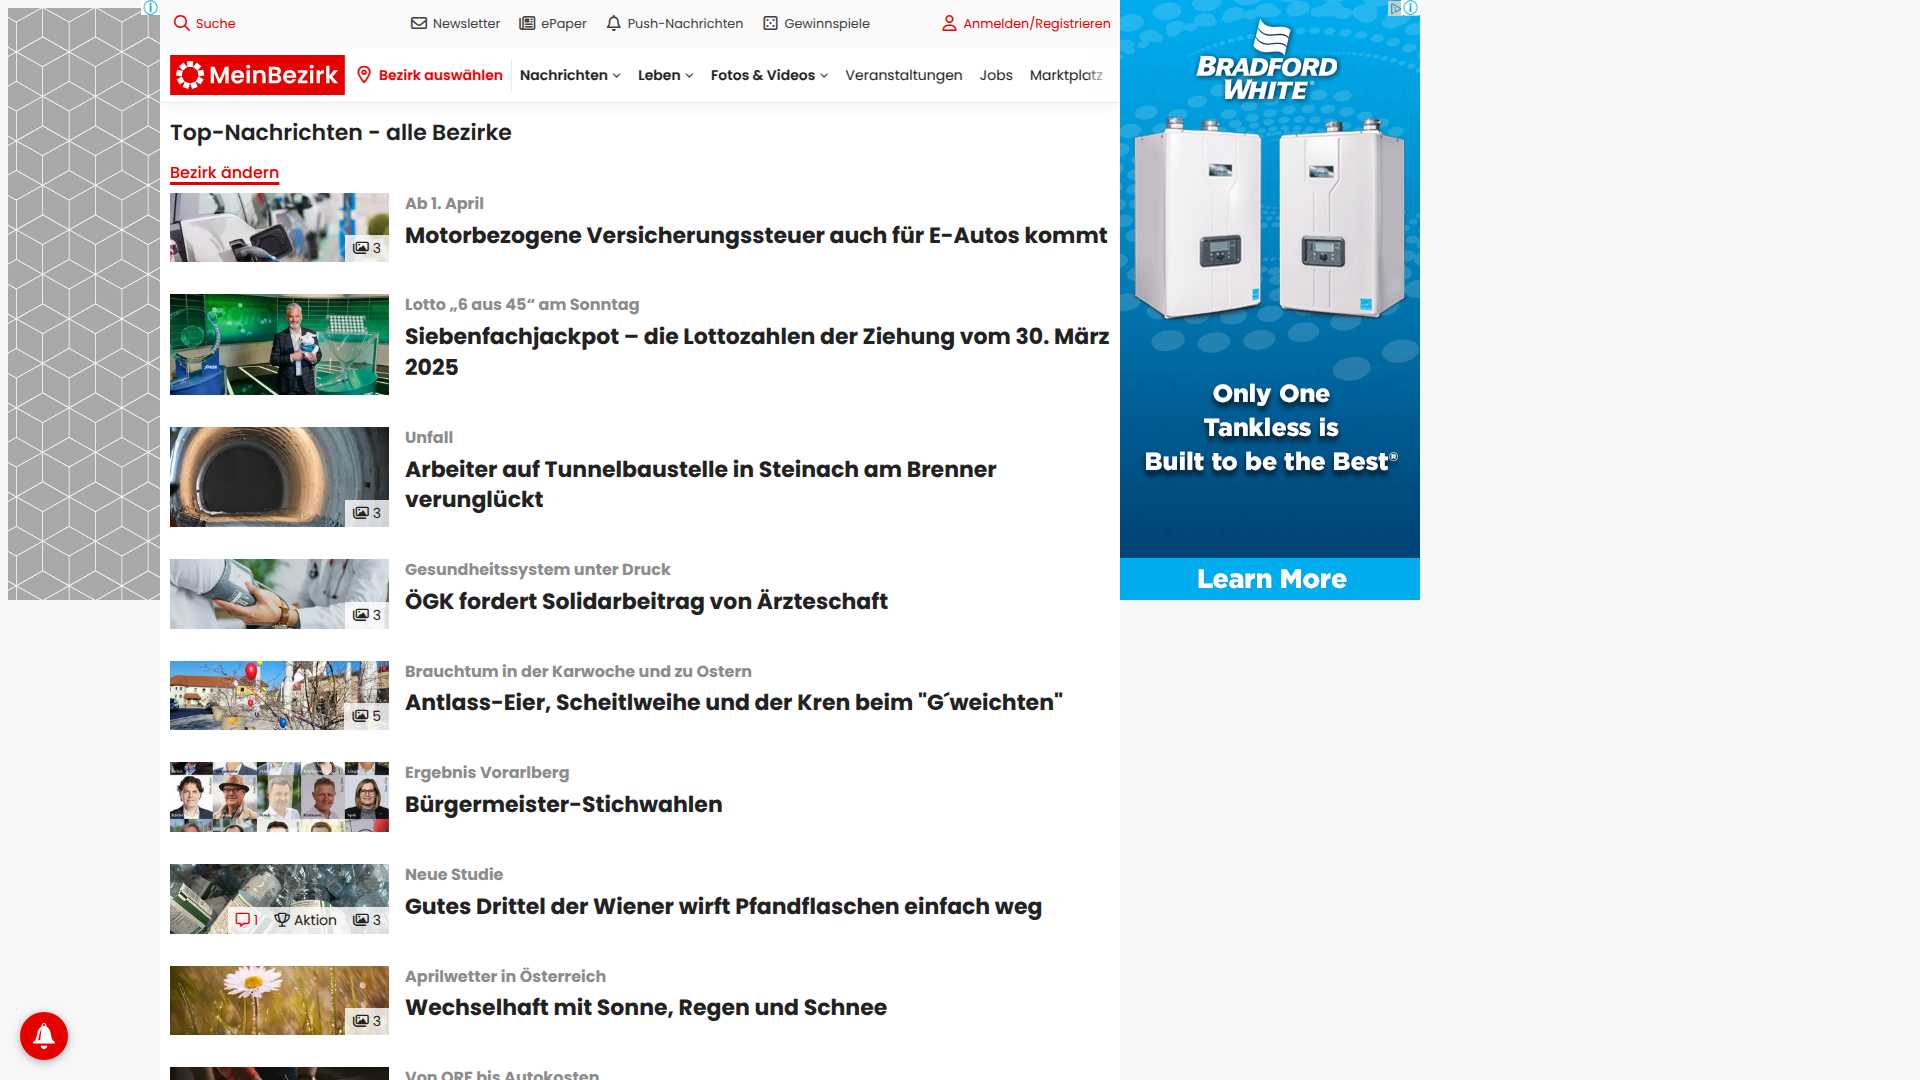 Suche
Newsletter
ePaper
Push-Nachrichten
Gewinnspiele
Anmelden/Registrieren
MeinBezirk
Bezirk auswählen
Nachrichten
Leben
Fotos & Videos
Veranstaltungen
Jobs
Marktplatz
Top-Nachrichten - alle Bezirke
Bezirk ändern
3
Ab 1. April
Motorbezogene Versicherungssteuer auch für E-Autos kommt
Lotto „6 aus 45“ am Sonntag
Siebenfachjackpot – die Lottozahlen der Ziehung vom 30. März
2025
3
Unfall
Arbeiter auf Tunnelbaustelle in Steinach am Brenner
verunglückt
3
Gesundheitssystem unter Druck
ÖGK fordert Solidarbeitrag von Ärzteschaft
5
Brauchtum in der Karwoche und zu Ostern
Antlass-Eier, Scheitlweihe und der Kren beim "G´weichten"
Ergebnis Vorarlberg
Bürgermeister-Stichwahlen
1
Aktion
3
Neue Studie
Gutes Drittel der Wiener wirft Pfandflaschen einfach weg
3
Aprilwetter in Österreich
Wechselhaft mit Sonne, Regen und Schnee
Von ORF bis Autokosten
BRADFORD
WHITE
Only One
Tankless is
Built to be the Best®
Learn More